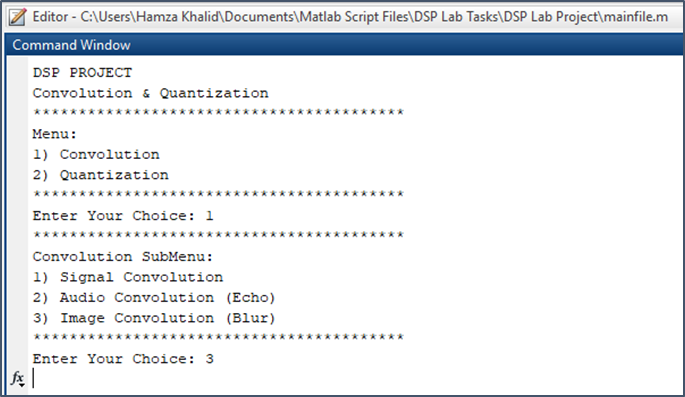 Editor - C:\Users\Hamza Khalid\Documents\Matlab Script Files\DSP Lab Tasks\DSP Lab Project\mainfile.m
Command Window
DSP PROJECT
Convolution & Quantization
******************************************
Menu:
1) Convolution
2) Quantization
******************************************
Enter Your Choice: 1
******************************************
Convolution SubMenu:
1) Signal Convolution
2) Audio Convolution (Echo)
3) Image Convolution (Blur)
******************************************
Enter Your Choice: 3
fx